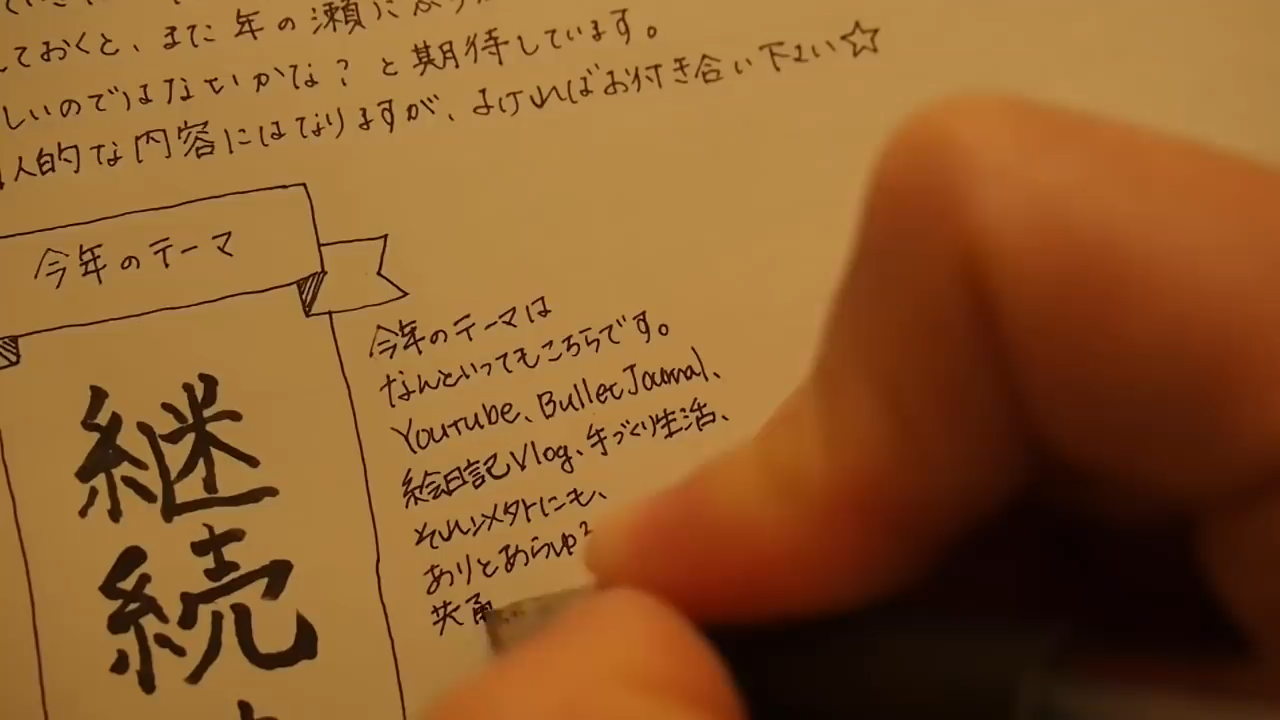 ておくと、また年の瀬に
しいのではないかな？と期待しています。
人的な内容にはなりますが、よければお付き合い下さい☆
今年のテーマ
継続
今年のテーマは
なんといってもこちらです。
Youtube、Bullet Journal、
絵日記Vlog、手づくり生活、
それ以外にも、
ありとあらゆ
共通